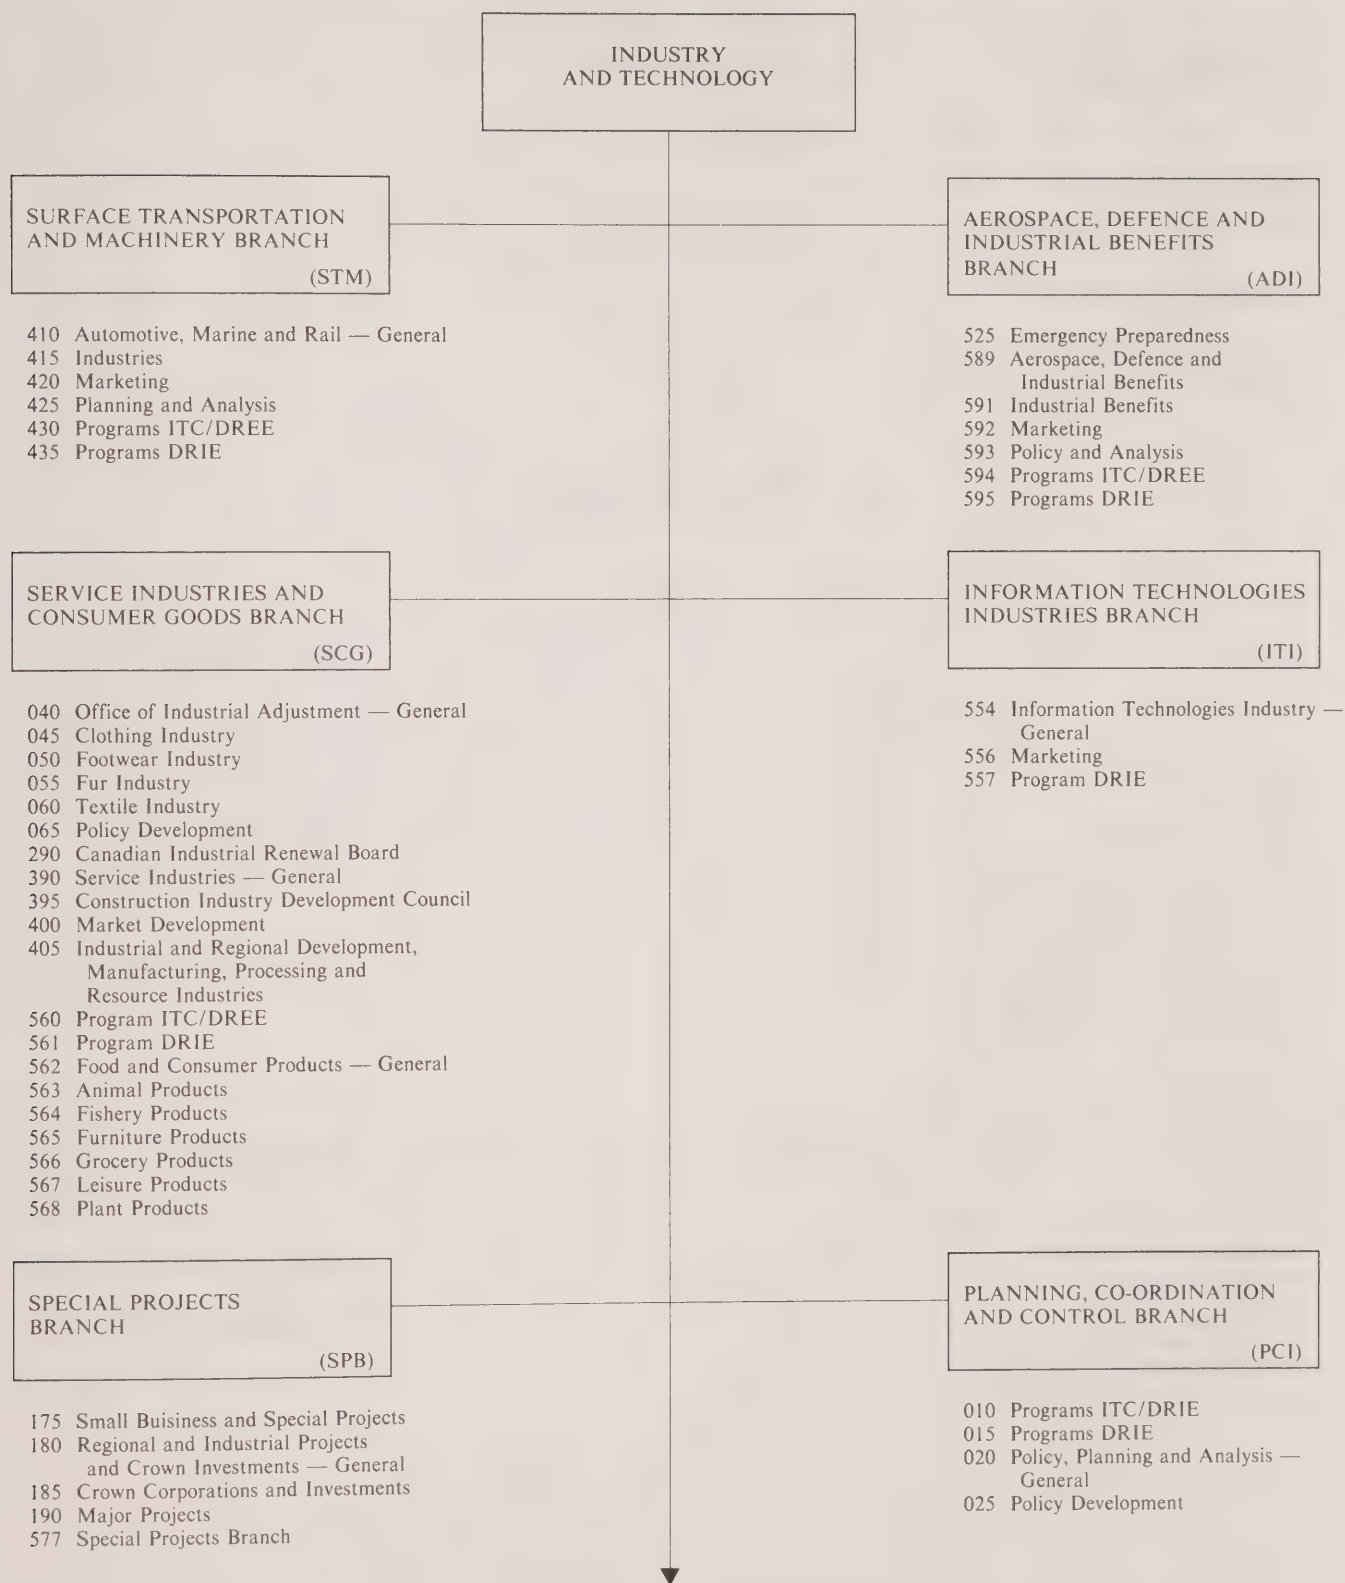 INDUSTRY
AND TECHNOLOGY
SURFACE TRANSPORTATION
AND MACHINERY BRANCH
(STM)
410 Automotive, Marine and Rail — General
415 Industries
420 Marketing
425 Planning and Analysis
430 Programs ITC/DREE
435 Programs DRIE
AEROSPACE, DEFENCE AND
INDUSTRIAL BENEFITS
BRANCH
(ADI)
525 Emergency Preparedness
589 Aerospace, Defence and
Industrial Benefits
591 Industrial Benefits
592 Marketing
593 Policy and Analysis
594 Programs ITC/DREE
595 Programs DRIE
SERVICE INDUSTRIES AND
CONSUMER GOODS BRANCH
(SCG)
040 Office of Industrial Adjustment — General
045 Clothing Industry
050 Footwear Industry
055 Fur Industry
060 Textile Industry
065 Policy Development
290 Canadian Industrial Renewal Board
390 Service Industries — General
395 Construction Industry Development Council
400 Market Development
405 Industrial and Regional Development,
Manufacturing, Processing and
Resource Industries
560 Program ITC/DREE
561 Program DRIE
562 Food and Consumer Products — General
563 Animal Products
564 Fishery Products
565 Furniture Products
566 Grocery Products
567 Leisure Products
568 Plant Products
INFORMATION TECHNOLOGIES
INDUSTRIES BRANCH
(ITI)
554 Information Technologies Industry —
General
556 Marketing
557 Program DRIE
SPECIAL PROJECTS
BRANCH
(SPB)
175 Small Buisiness and Special Projects
180 Regional and Industrial Projects
and Crown Investments — General
185 Crown Corporations and Investments
190 Major Projects
577 Special Projects Branch
PLANNING, CO-ORDINATION
AND CONTROL BRANCH
(PCI)
010 Programs ITC/DRIE
015 Programs DRIE
020 Policy, Planning and Analysis —
General
025 Policy Development